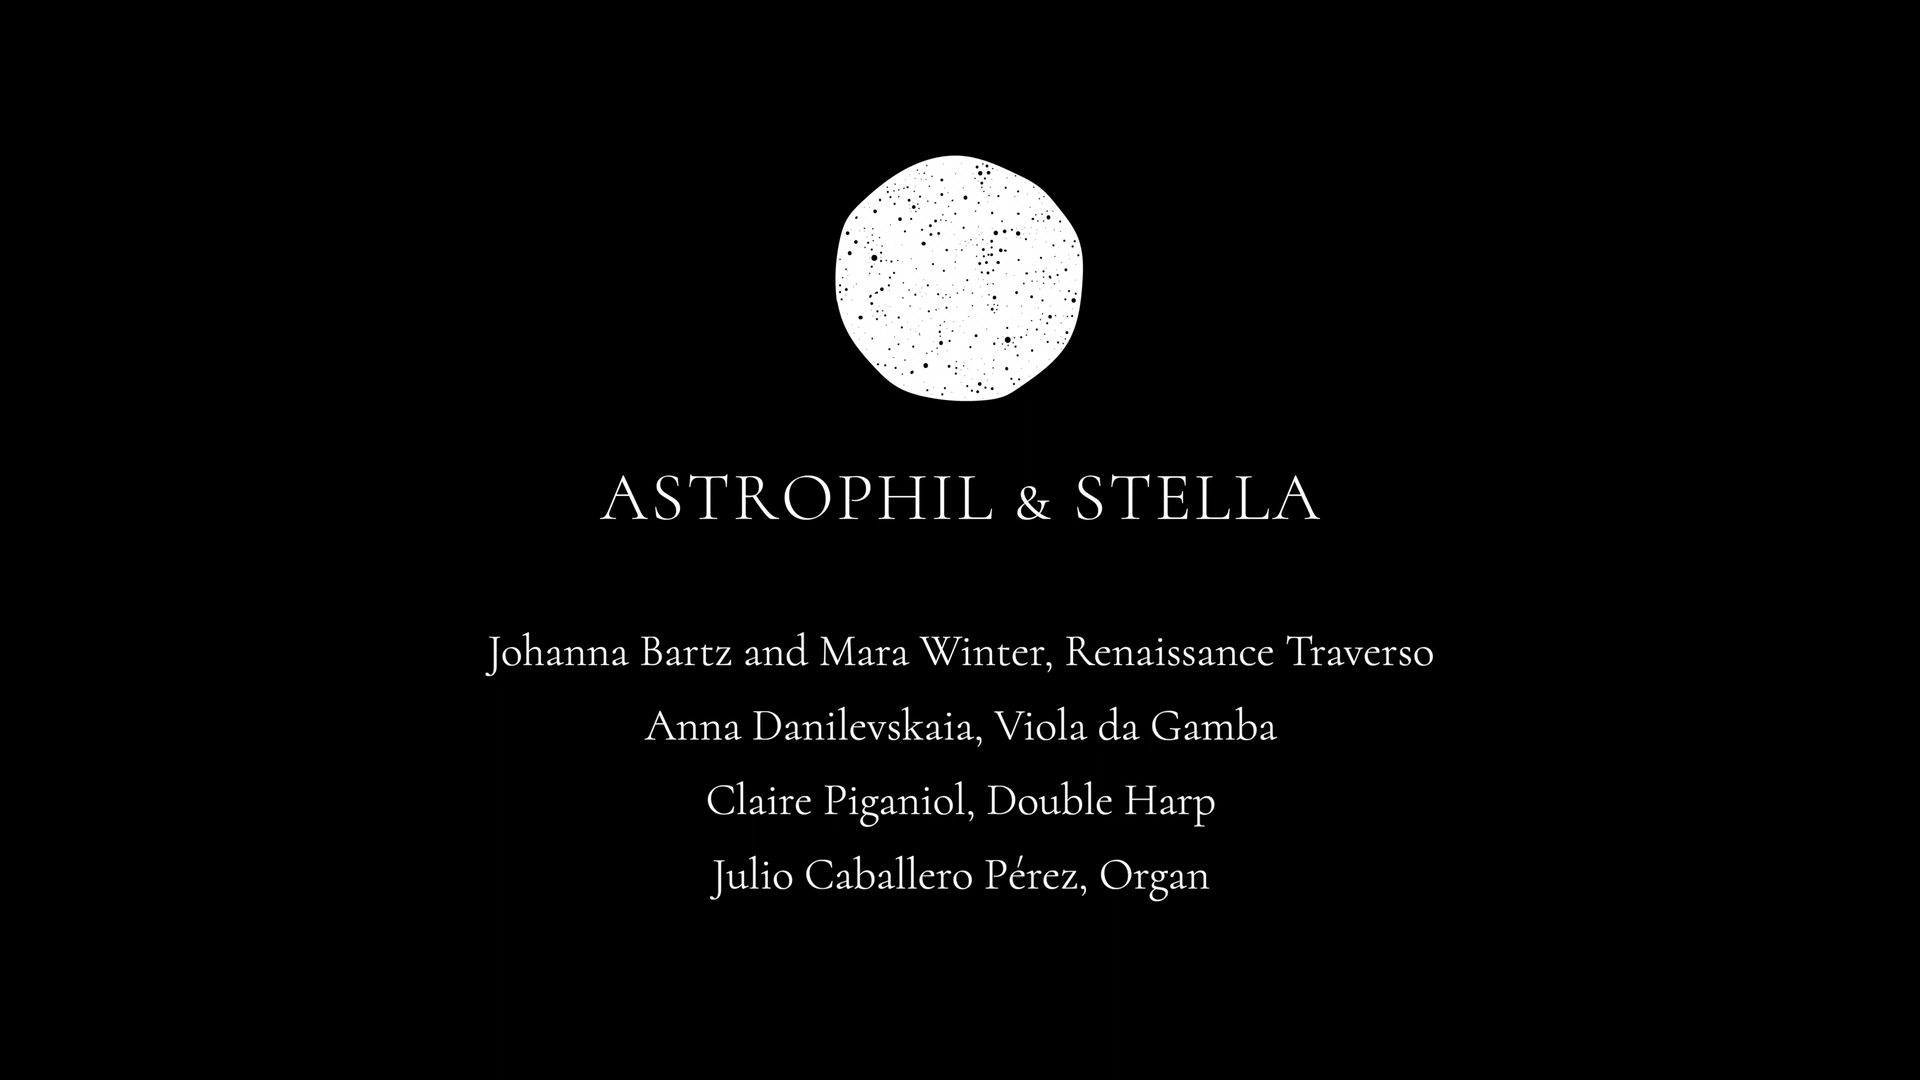 ASTROPHIL & STELLA
Johanna Bartz and Mara Winter, Renaissance Traverso
Anna Danilevskaia, Viola da Gamba
Claire Piganiol, Double Harp
Julio Caballero Pérez, Organ